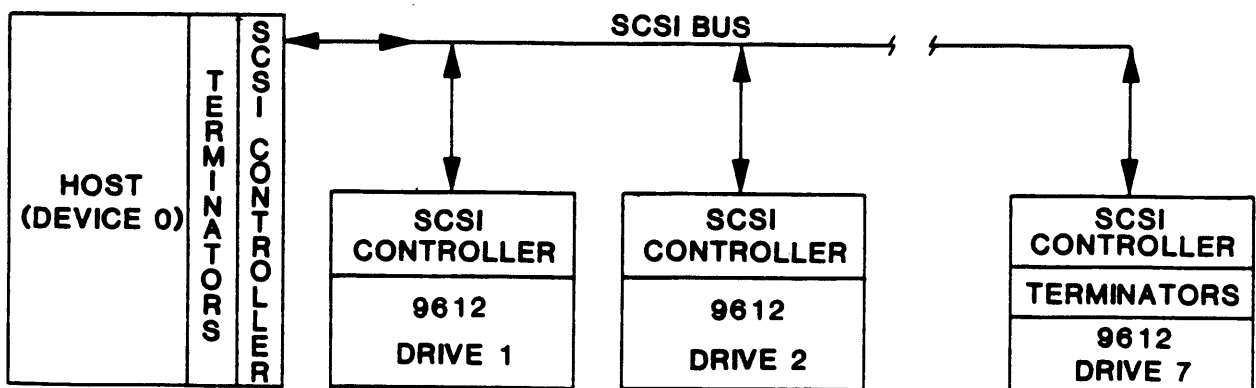 SCSI BUS
HOST
(DEVICE 0)
TERMINATORS
SCSI CONTROLLER
SCSI
CONTROLLER
9612
DRIVE 1
SCSI
CONTROLLER
9612
DRIVE 2
SCSI
CONTROLLER
TERMINATORS
9612
DRIVE 7